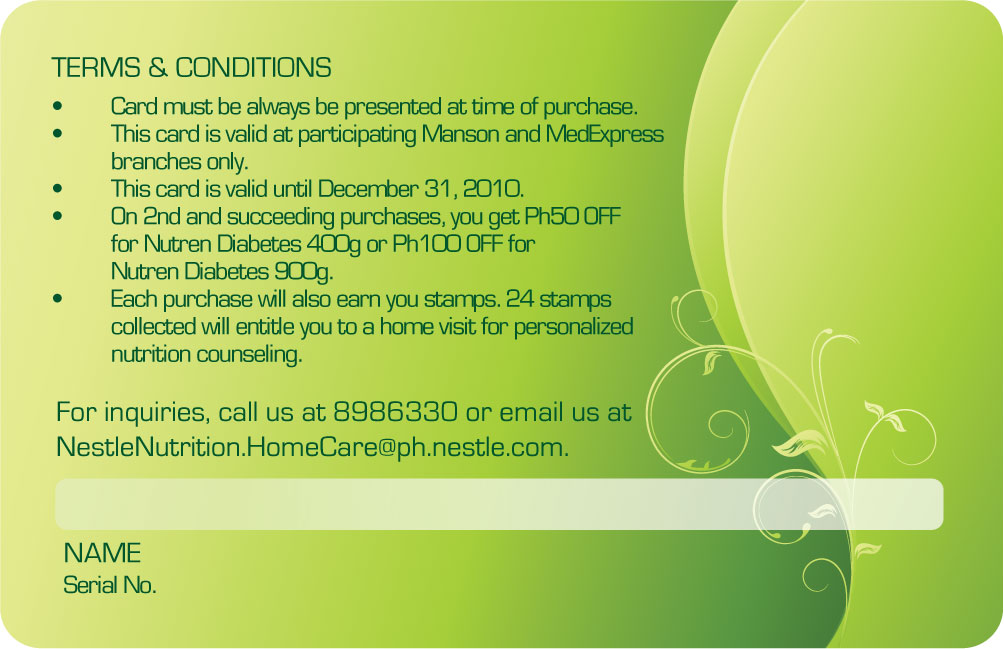 TERMS & CONDITIONS
• Card must be always be presented at time of purchase.
• This card is valid at participating Manson and MedExpress
branches only.
• This card is valid until December 31, 2010.
• On 2nd and succeeding purchases, you get Ph50 OFF
for Nutren Diabetes 400g or Ph100 OFF for
Nutren Diabetes 900g.
• Each purchase will also earn you stamps. 24 stamps
collected will entitle you to a home visit for personalized
nutrition counseling.
For inquiries, call us at 8986330 or email us at
NestleNutrition.HomeCare@ph.nestle.com.
NAME
Serial No.